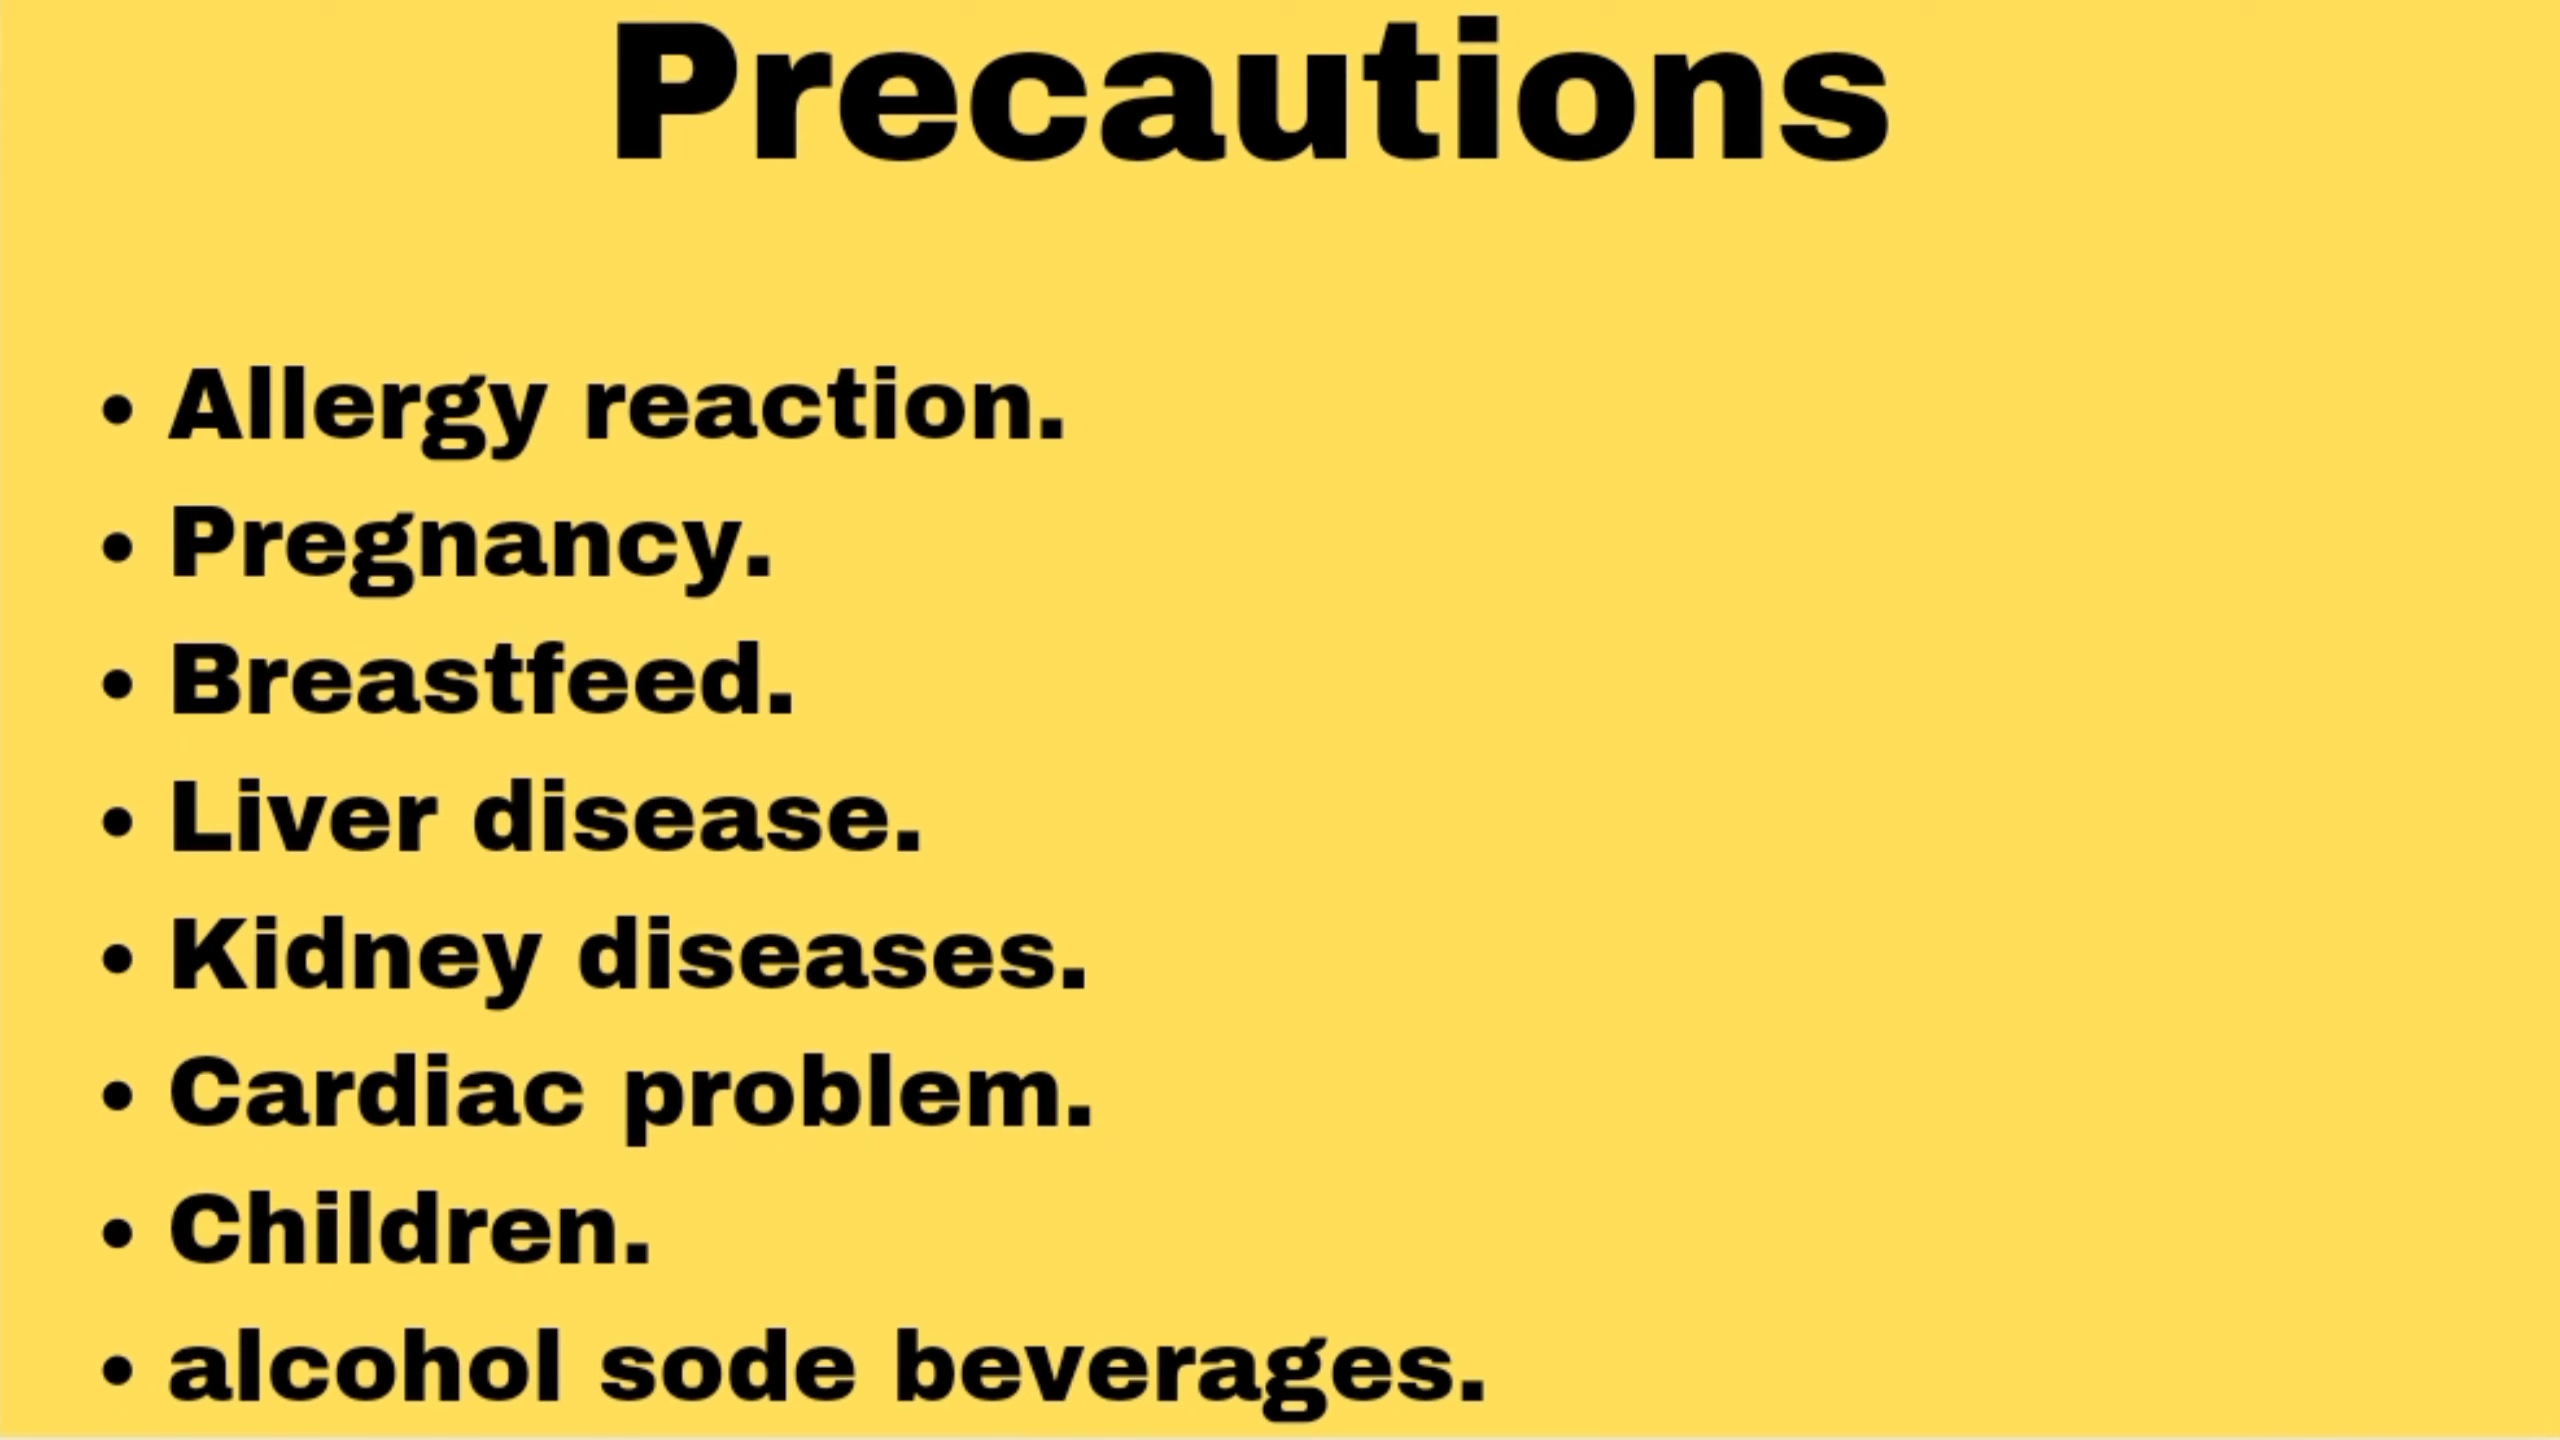 Precautions
• Allergy reaction.
• Pregnancy.
• Breastfeed.
• Liver disease.
• Kidney diseases.
• Cardiac problem.
• Children.
• alcohol sode beverages.